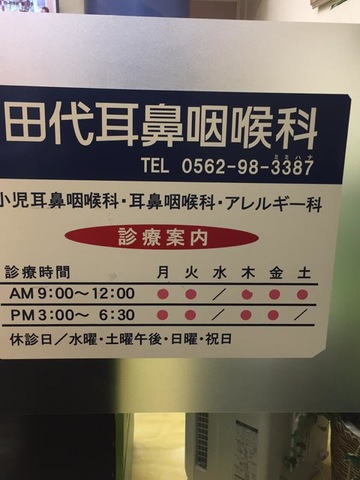 田代耳鼻咽喉科
TEL 0562-98-3387
ミミハナ
小児耳鼻咽喉科・耳鼻咽喉科・アレルギー科
診療案内
診療時間 月 火 水 木 金 土
AM 9:00〜12:00 ● ● / ● ● ●
PM 3:00〜 6:30 ● ● / ● ● /
休診日/水曜・土曜午後・日曜・祝日